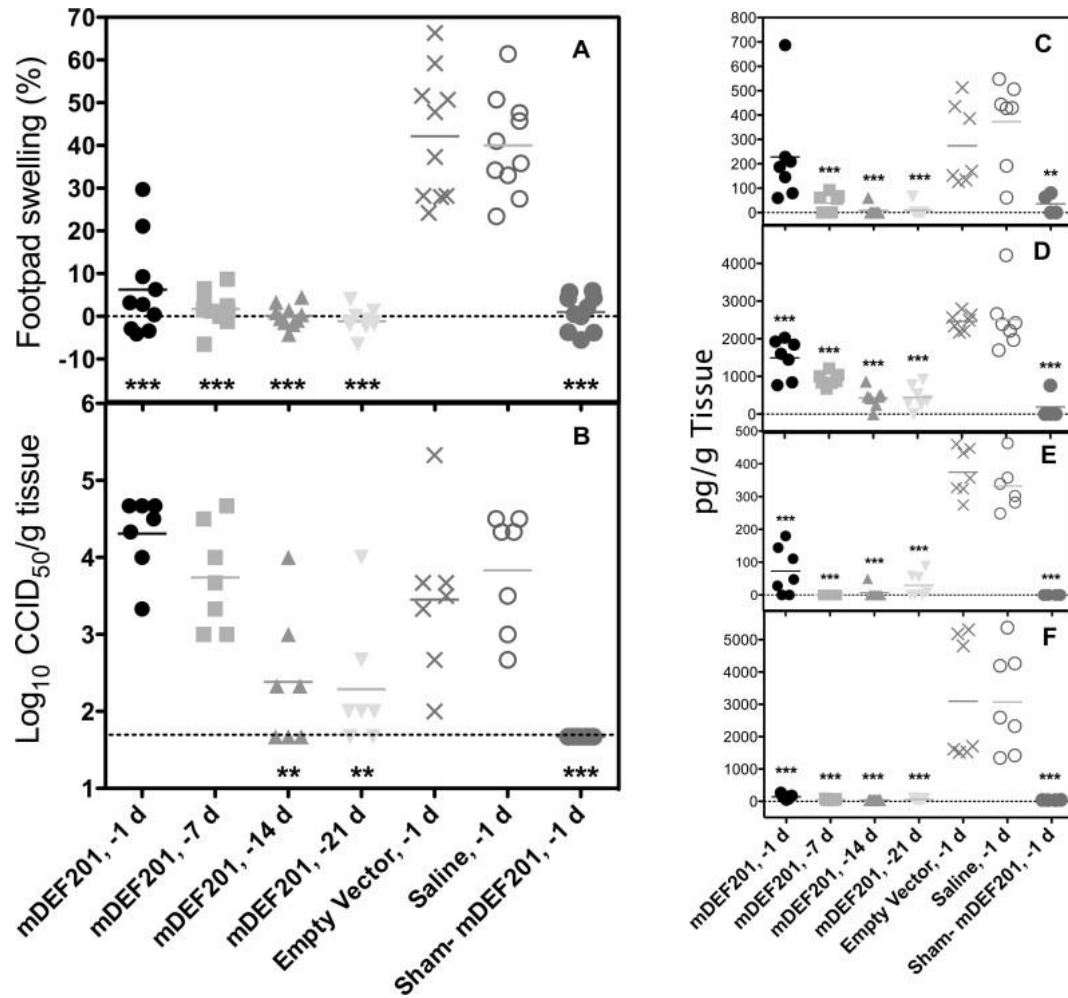 A
Footpad swelling (%)
70
60
50
40
30
20
10
0
-10
*** *** *** *** ***
B
Log10 CCID50/g tissue
6
5
4
3
2
1
** ** ***
mDEF201, -1 d
mDEF201, -7 d
mDEF201, -14 d
mDEF201, -21 d
Empty Vector, -1 d
Saline, -1 d
Sham- mDEF201, -1 d
pg/g Tissue
C
800
700
600
500
400
300
200
100
0
*** *** *** **
D
4000
3000
2000
1000
0
*** *** *** *** ***
E
500
400
300
200
100
0
*** *** *** *** ***
F
5000
4000
3000
2000
1000
0
*** *** *** *** ***
mDEF201, -1 d
mDEF201, -7 d
mDEF201, -14 d
mDEF201, -21 d
Empty Vector, -1 d
Saline, -1 d
Sham- mDEF201, -1 d